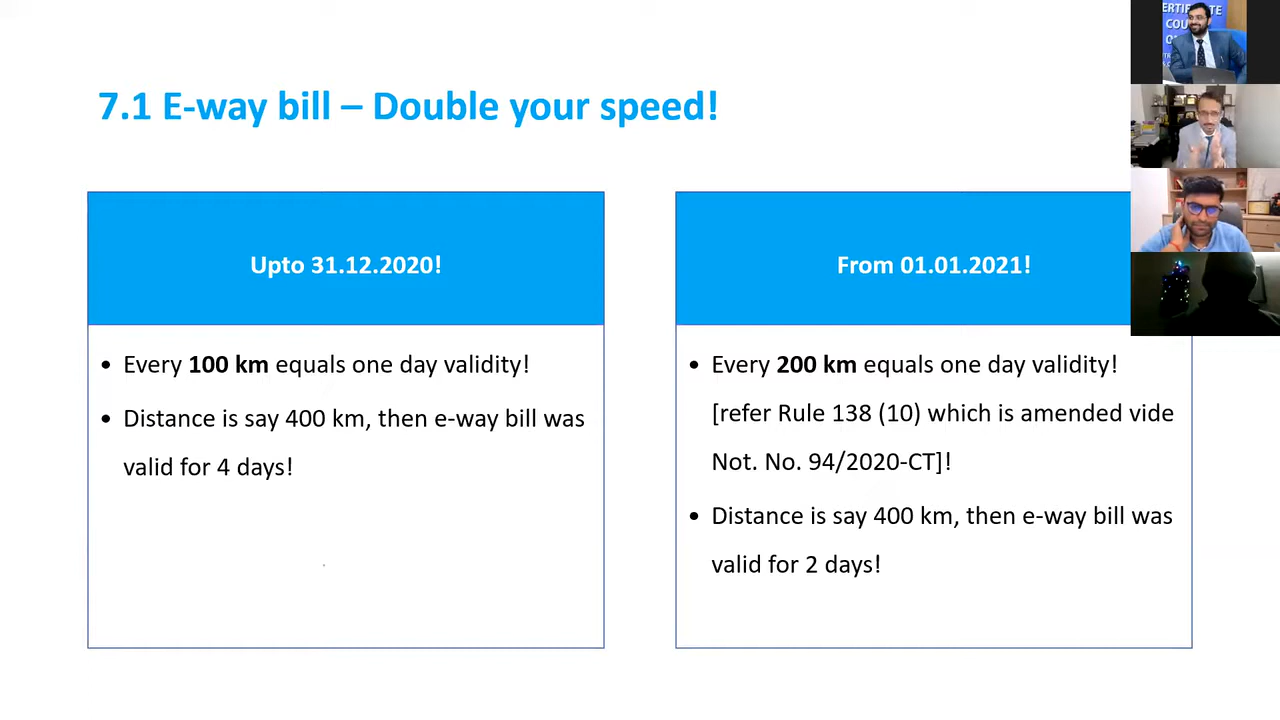 7.1 E-way bill – Double your speed!
Upto 31.12.2020!
• Every 100 km equals one day validity!
• Distance is say 400 km, then e-way bill was
valid for 4 days!
From 01.01.2021!
• Every 200 km equals one day validity!
[refer Rule 138 (10) which is amended vide
Not. No. 94/2020-CT]!
• Distance is say 400 km, then e-way bill was
valid for 2 days!